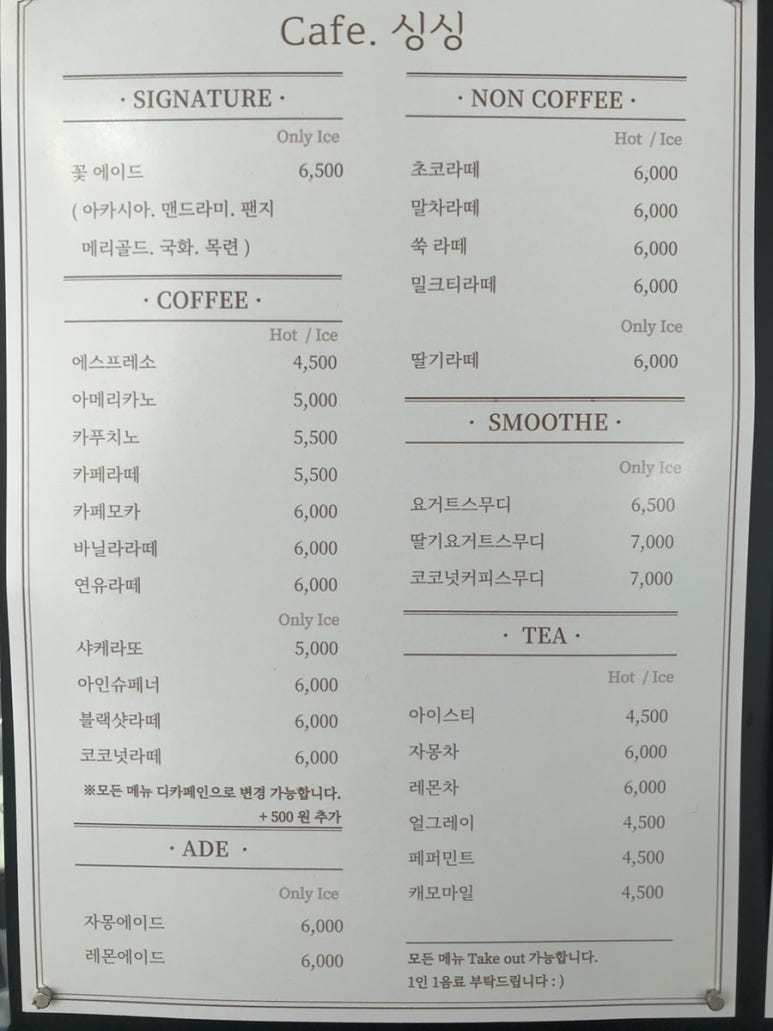 Cafe. 싱싱
· SIGNATURE ·
Only Ice
꽃 에이드 6,500
( 아카시아. 맨드라미. 팬지
메리골드. 국화. 목련 )
· COFFEE ·
Hot / Ice
에스프레소 4,500
아메리카노 5,000
카푸치노 5,500
카페라떼 5,500
카페모카 6,000
바닐라라떼 6,000
연유라떼 6,000
Only Ice
샤케라또 5,000
아인슈페너 6,000
블랙샷라떼 6,000
코코넛라떼 6,000
※모든 메뉴 디카페인으로 변경 가능합니다.
+ 500 원 추가
· ADE ·
Only Ice
자몽에이드 6,000
레몬에이드 6,000
· NON COFFEE ·
Hot / Ice
초코라떼 6,000
말차라떼 6,000
쑥 라떼 6,000
밀크티라떼 6,000
Only Ice
딸기라떼 6,000
· SMOOTHE ·
Only Ice
요거트스무디 6,500
딸기요거트스무디 7,000
코코넛커피스무디 7,000
· TEA ·
Hot / Ice
아이스티 4,500
자몽차 6,000
레몬차 6,000
얼그레이 4,500
페퍼민트 4,500
캐모마일 4,500
모든 메뉴 Take out 가능합니다.
1인 1음료 부탁드립니다 : )